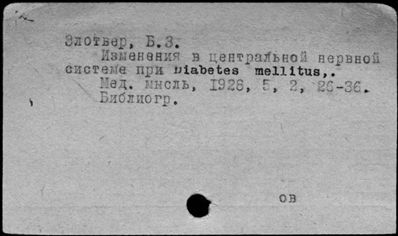 Злотвер, Б.З.
Изменения в центральной нервной
системе при Diabetes mellitus,.
Мед. мысль, 1928, 5, 2, 26-36.
Библиогр.
ов